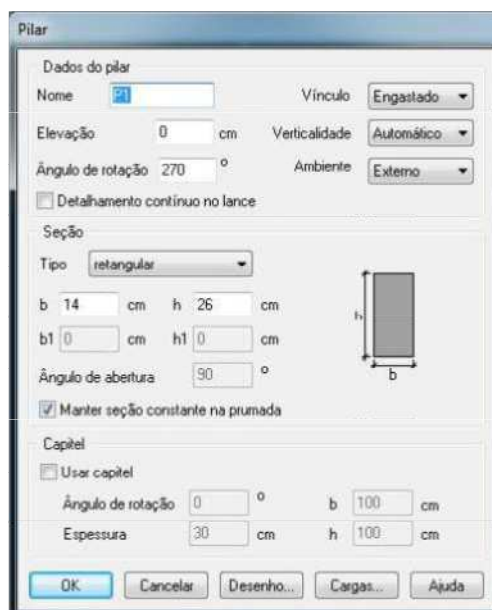 Pilar
Dados do pilar
Nome P1 Vínculo Engastado
Elevação 0 cm Verticalidade Automático
Ângulo de rotação 270 º Ambiente Externo
Detalhamento contínuo no lance
Seção
Tipo retangular
b 14 cm h 26 cm
b1 0 cm h1 0 cm
Ângulo de abertura 90 º
h
b
Manter seção constante na prumada
Capitel
Usar capitel
Ângulo de rotação 0 º b 100 cm
Espessura 30 cm h 100 cm
OK Cancelar Desenho... Cargas... Ajuda